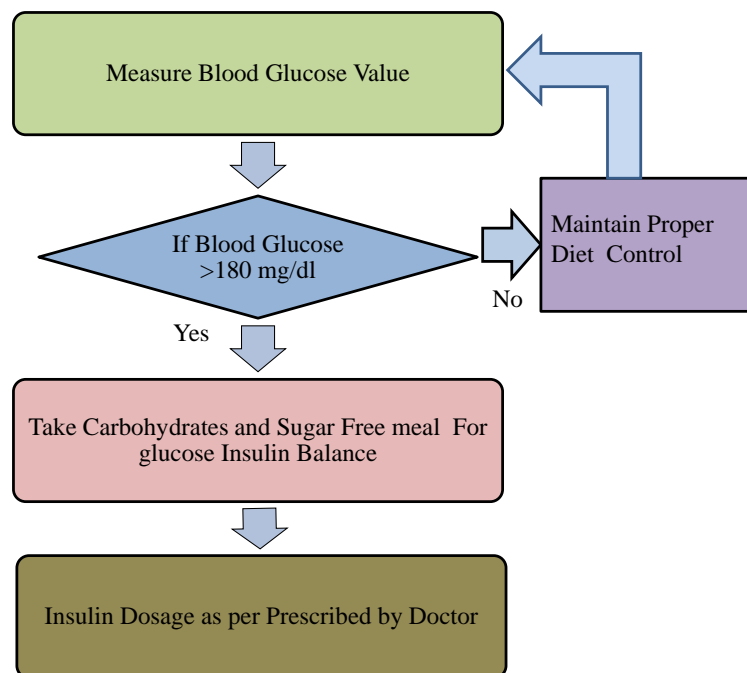 Measure Blood Glucose Value
If Blood Glucose
>180 mg/dl
Maintain Proper
Diet Control
No
Yes
Take Carbohydrates and Sugar Free meal For
glucose Insulin Balance
Insulin Dosage as per Prescribed by Doctor